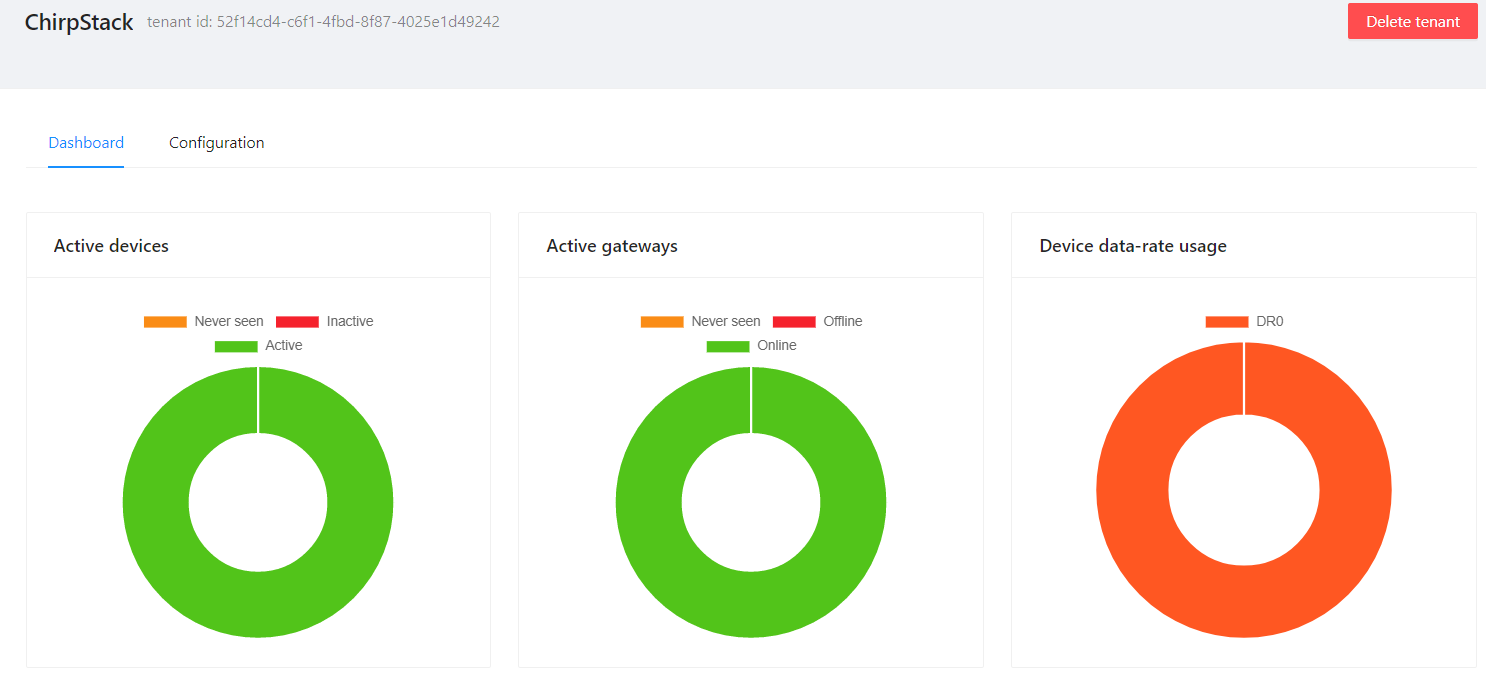 ChirpStack tenant id: 52f14cd4-c6f1-4fbd-8f87-4025e1d49242
Delete tenant
Dashboard Configuration
Active devices
Never seen Inactive
Active
Active gateways
Never seen Offline
Online
Device data-rate usage
DR0